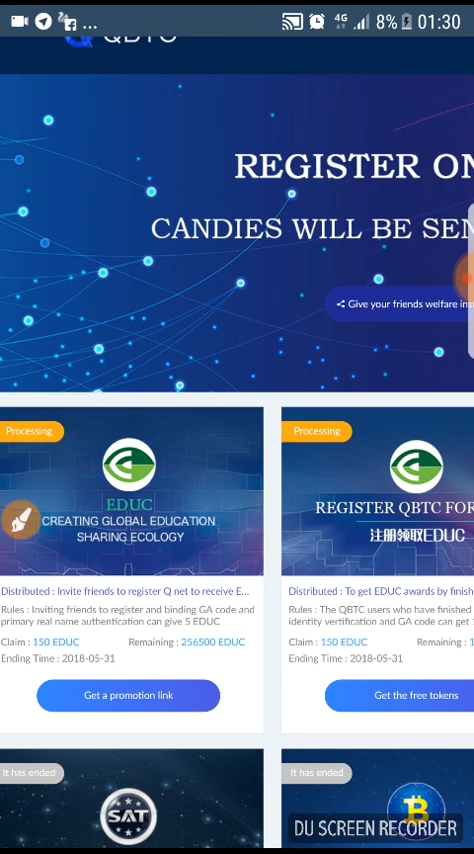 ... 4G 8% 01:30
QBTC
REGISTER ON
CANDIES WILL BE SEN
Give your friends welfare ins
Processing
EDUC
CREATING GLOBAL EDUCATION
SHARING ECOLOGY
Distributed : Invite friends to register Q net to receive E...
Rules : Inviting friends to register and binding GA code and
primary real name authentication can give 5 EDUC
Claim : 150 EDUC Remaining : 256500 EDUC
Ending Time : 2018-05-31
Get a promotion link
Processing
REGISTER QBTC FOR
注册领取EDUC
Distributed : To get EDUC awards by finish
Rules : The QBTC users who have finished
identity vertification and GA code can get
Claim : 150 EDUC Remaining : 1
Ending Time : 2018-05-31
Get the free tokens
It has ended
SAT
It has ended
DU SCREEN RECORDER